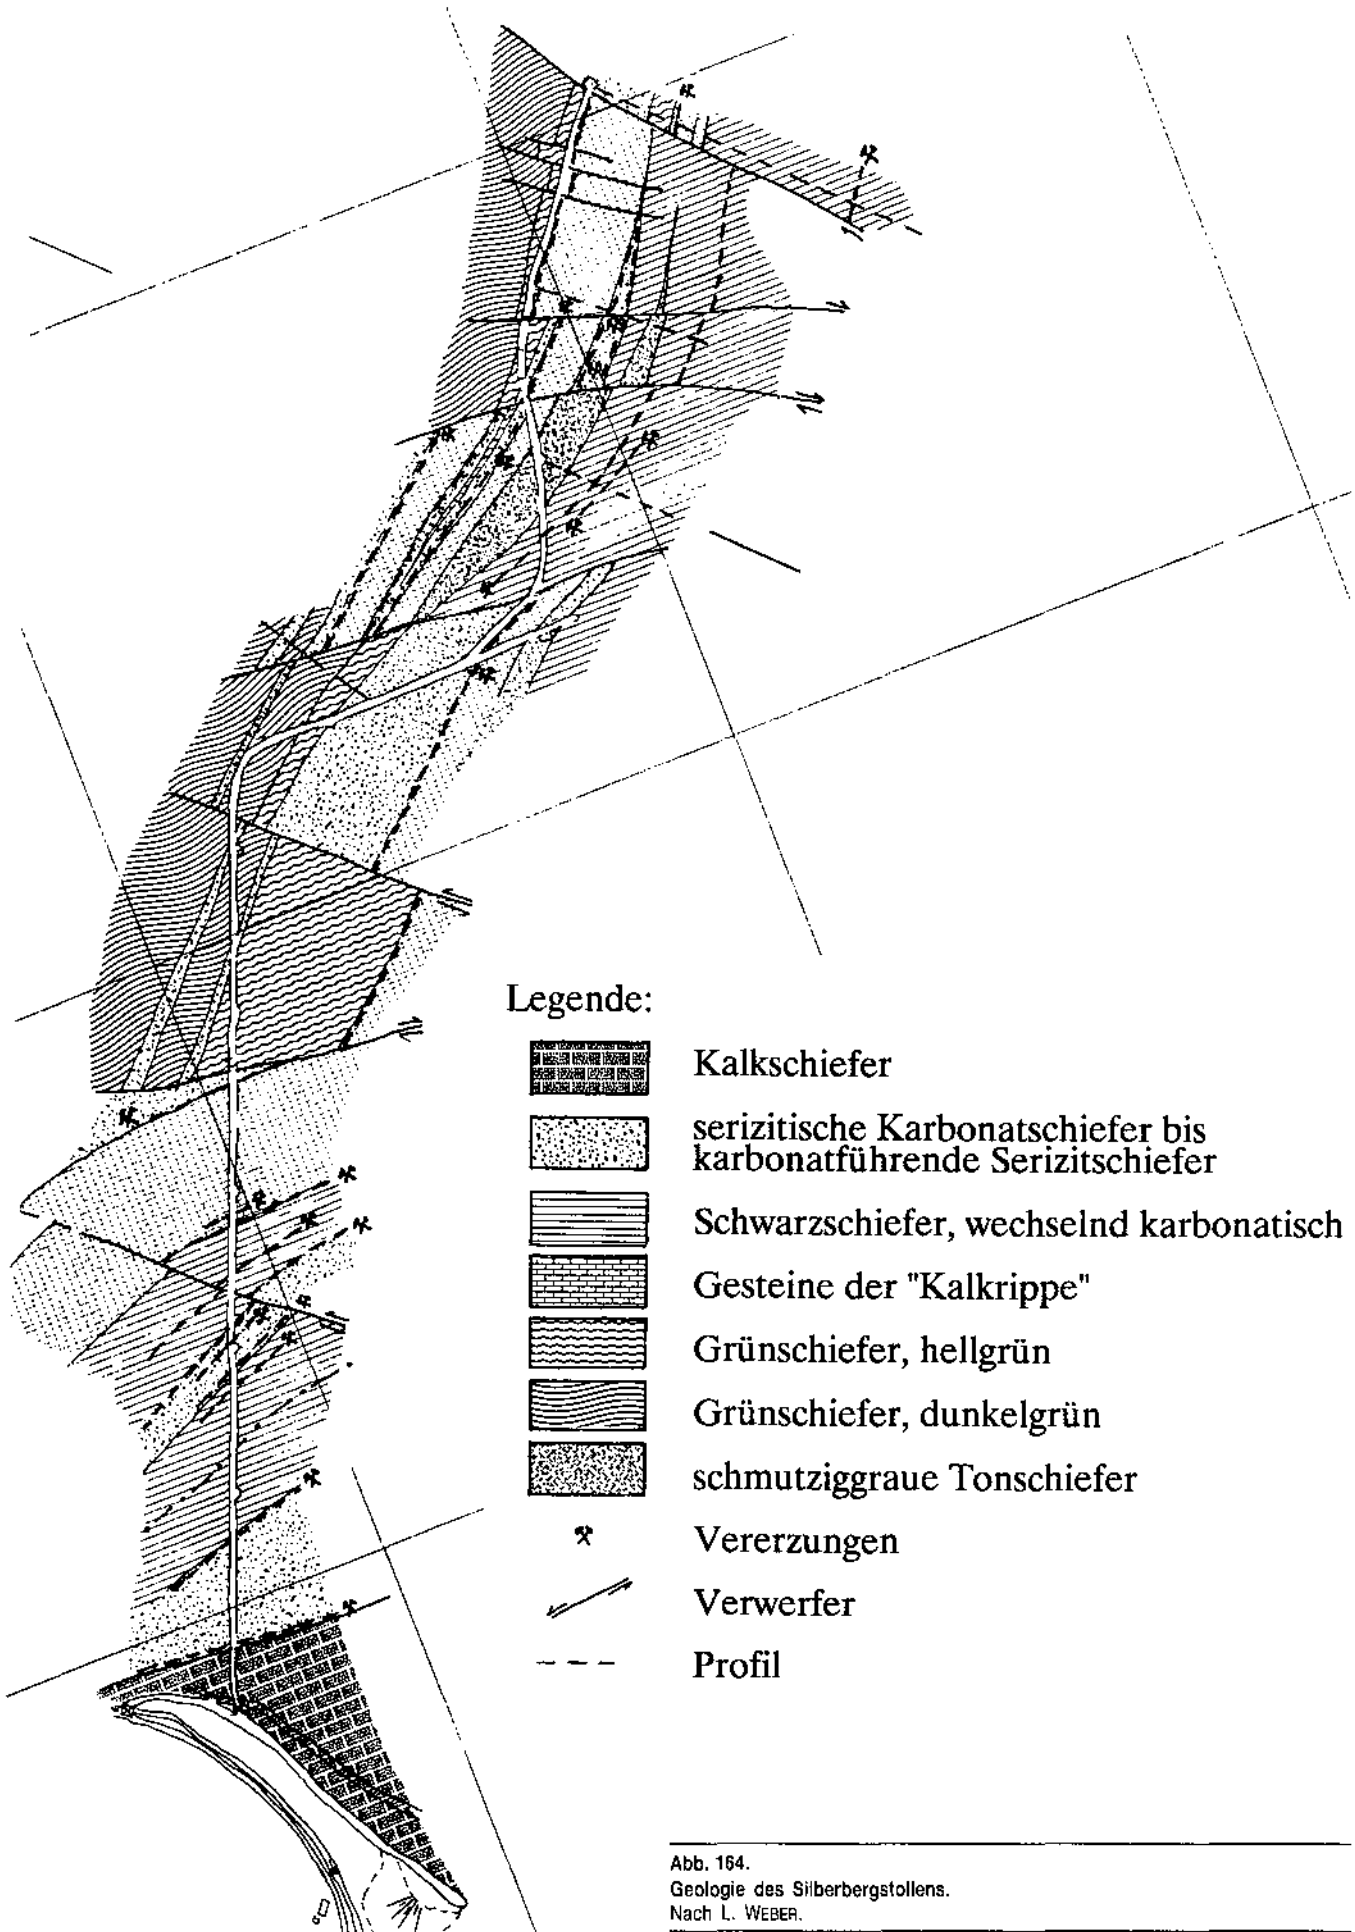 Legende:
Kalkschiefer
serizitische Karbonatschiefer bis
karbonatführende Serizitschiefer
Schwarzschiefer, wechselnd karbonatisch
Gesteine der "Kalkrippe"
Grünschiefer, hellgrün
Grünschiefer, dunkelgrün
schmutziggraue Tonschiefer
Vererzungen
Verwerfer
Profil
Abb. 164.
Geologie des Silberbergstollens.
Nach L. WEBER.